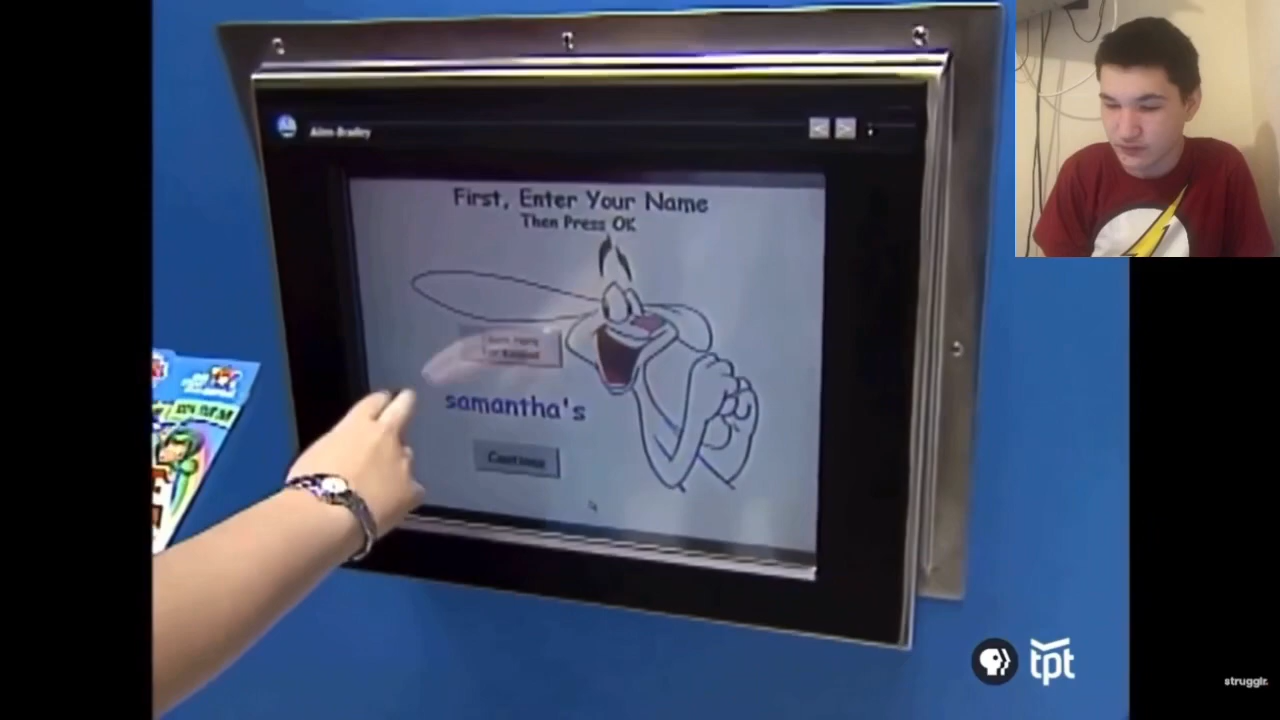 Allen-Bradley
First, Enter Your Name
Then Press OK
samantha's
Continue
tpt
strugglr.